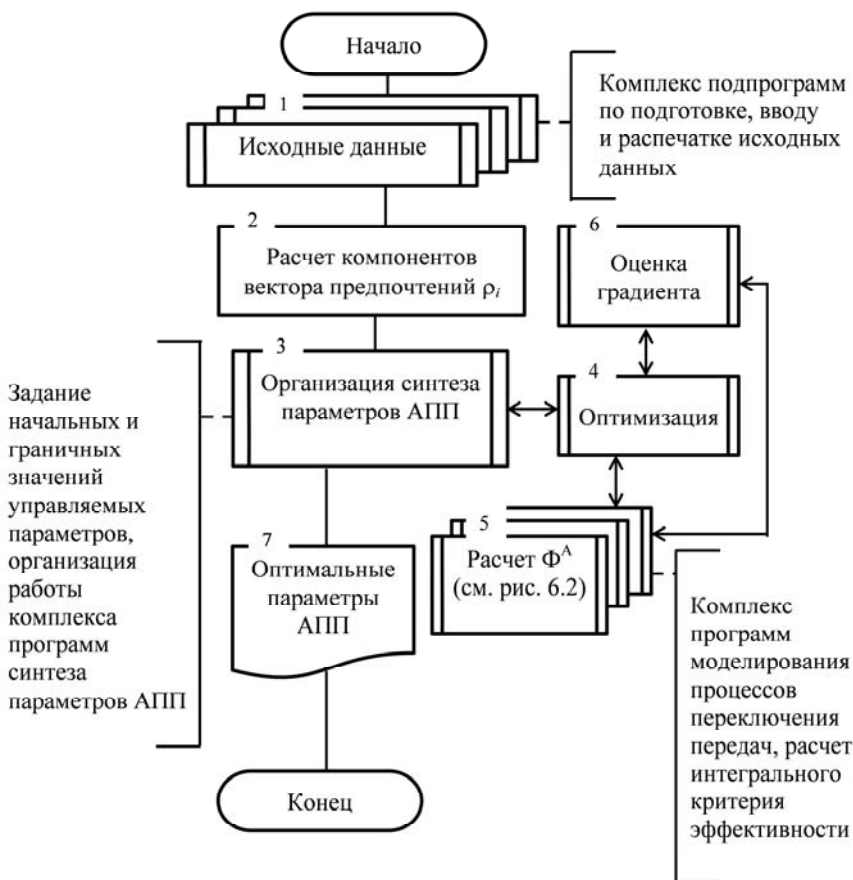 Начало
1
Исходные данные
Комплекс подпрограмм
по подготовке, вводу
и распечатке исходных
данных
2
Расчет компонентов
вектора предпочтений ρi
6
Оценка
градиента
3
Организация синтеза
параметров АПП
4
Оптимизация
Задание
начальных и
граничных
значений
управляемых
параметров,
организация
работы
комплекса
программ
синтеза
параметров АПП
7
Оптимальные
параметры
АПП
5
Расчет ФА
(см. рис. 6.2)
Комплекс
программ
моделирования
процессов
переключения
передач, расчет
интегрального
критерия
эффективности
Конец